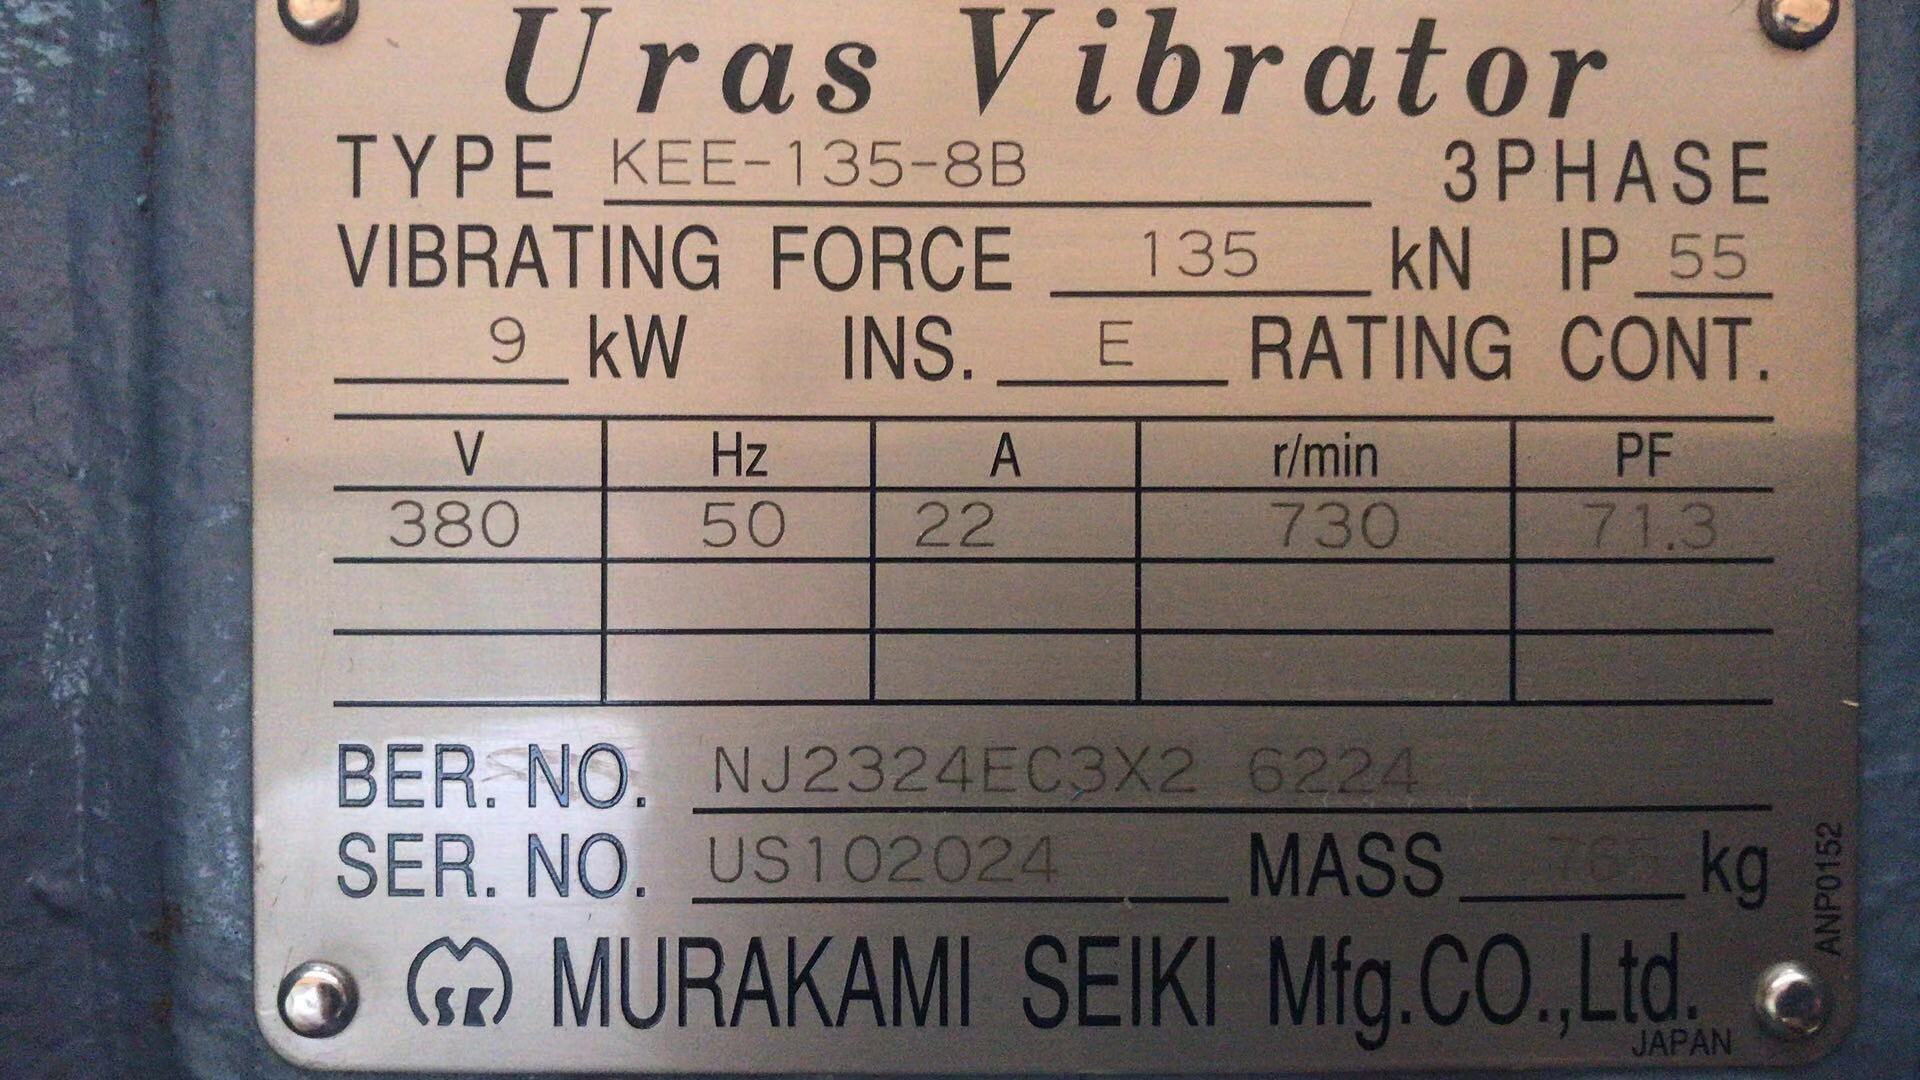 Uras Vibrator
TYPE KEE-135-8B 3PHASE
VIBRATING FORCE 135 kN IP 55
9 kW INS. E RATING CONT.
V Hz A r/min PF
380 50 22 730 71.3
BER. NO. NJ2324EC3X2 6224
SER. NO. US102024 MASS kg
SK MURAKAMI SEIKI Mfg.CO.,Ltd.
JAPAN
ANP0152